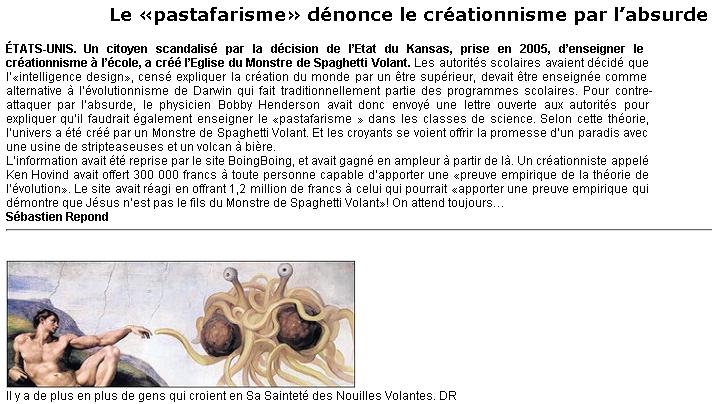 Le «pastafarisme» dénonce le créationnisme par l'absurde
ÉTATS-UNIS. Un citoyen scandalisé par la décision de l'Etat du Kansas, prise en 2005, d'enseigner le
créationnisme à l'école, a créé l'Eglise du Monstre de Spaghetti Volant. Les autorités scolaires avaient décidé que
l'«intelligence design», censé expliquer la création du monde par un être supérieur, devait être enseignée comme
alternative à l'évolutionnisme de Darwin qui fait traditionnellement partie des programmes scolaires. Pour contre-
attaquer par l'absurde, le physicien Bobby Henderson avait donc envoyé une lettre ouverte aux autorités pour
expliquer qu'il faudrait également enseigner le «pastafarisme » dans les classes de science. Selon cette théorie,
l'univers a été créé par un Monstre de Spaghetti Volant. Et les croyants se voient offrir la promesse d'un paradis avec
une usine de stripteaseuses et un volcan à bière.
L'information avait été reprise par le site BoingBoing, et avait gagné en ampleur à partir de là. Un créationniste appelé
Ken Hovind avait offert 300 000 francs à toute personne capable d'apporter une «preuve empirique de la théorie de
l'évolution». Le site avait réagi en offrant 1,2 million de francs à celui qui pourrait «apporter une preuve empirique qui
démontre que Jésus n'est pas le fils du Monstre de Spaghetti Volant»! On attend toujours...
Sébastien Repond
Il y a de plus en plus de gens qui croient en Sa Sainteté des Nouilles Volantes. DR